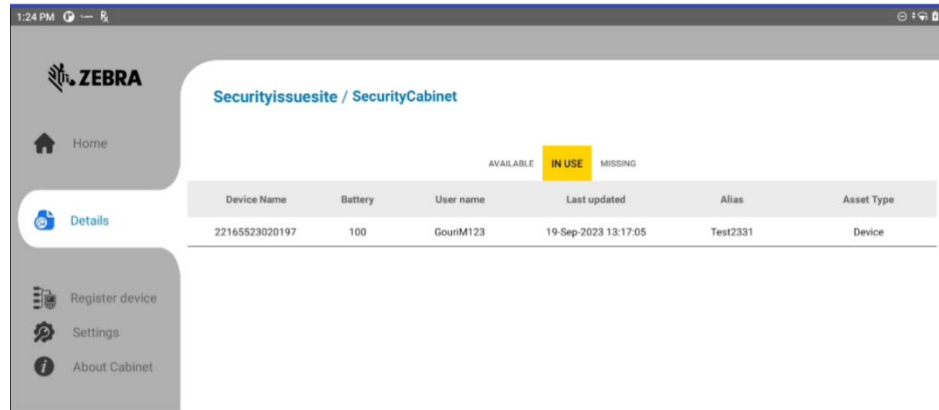 1:24 PM
ZEBRA
Securityissuesite / SecurityCabinet
Home
AVAILABLE IN USE MISSING
Device Name Battery User name Last updated Alias Asset Type
Details
22165523020197 100 GouriM123 19-Sep-2023 13:17:05 Test2331 Device
Register device
Settings
About Cabinet